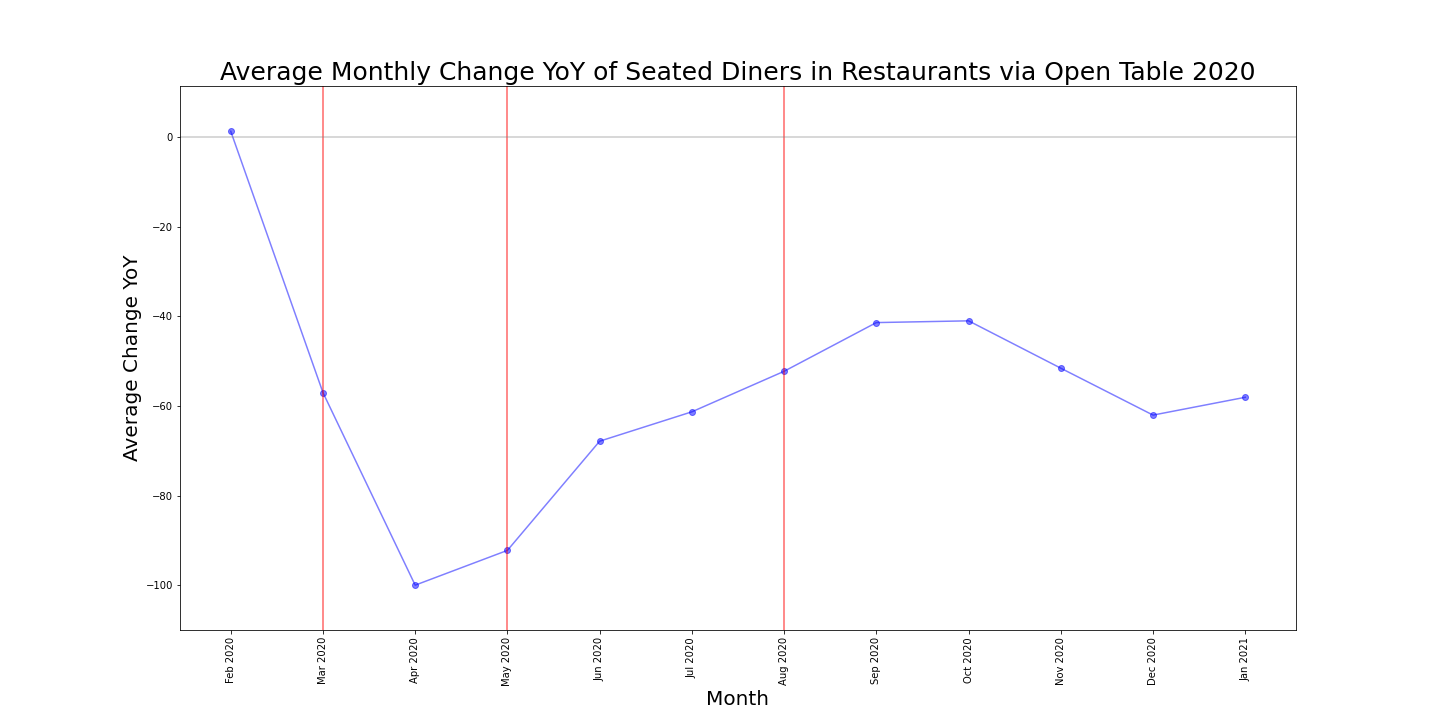 Average Monthly Change YoY of Seated Diners in Restaurants via Open Table 2020
Average Change YoY
0
−20
−40
−60
−80
−100
Feb 2020
Mar 2020
Apr 2020
May 2020
Jun 2020
Jul 2020
Aug 2020
Sep 2020
Oct 2020
Nov 2020
Dec 2020
Jan 2021
Month